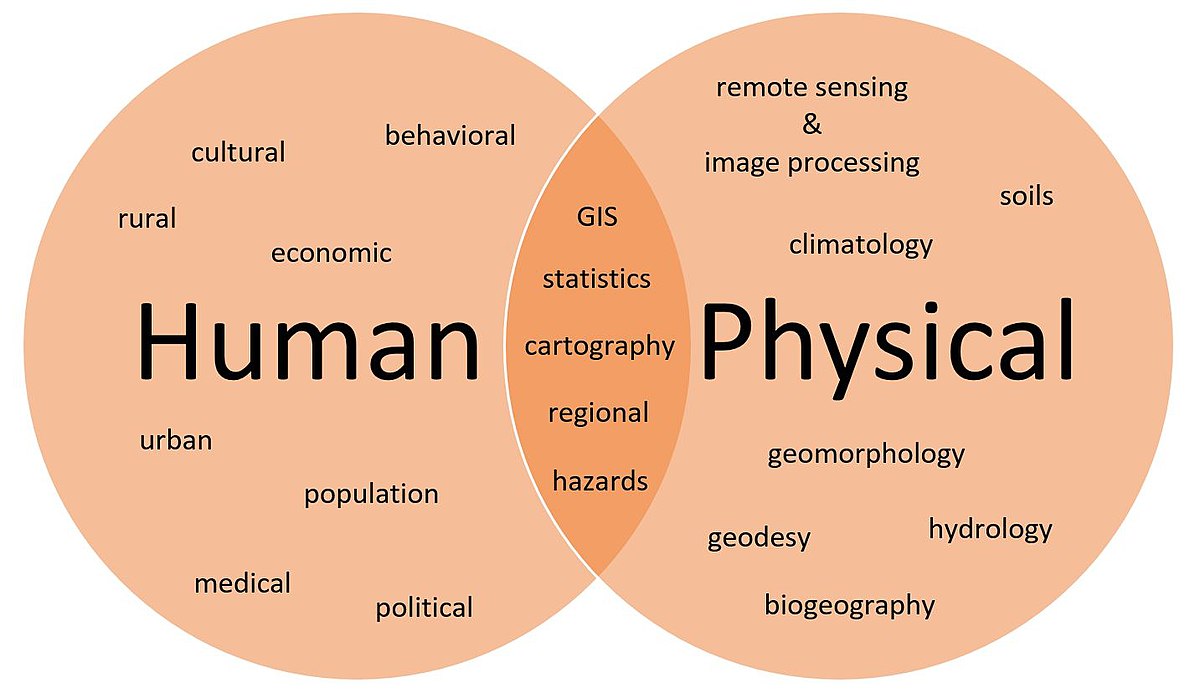 cultural
behavioral
rural
economic
Human
urban
population
medical
political
GIS
statistics
cartography
regional
hazards
remote sensing
&
image processing
soils
climatology
Physical
geomorphology
geodesy
hydrology
biogeography